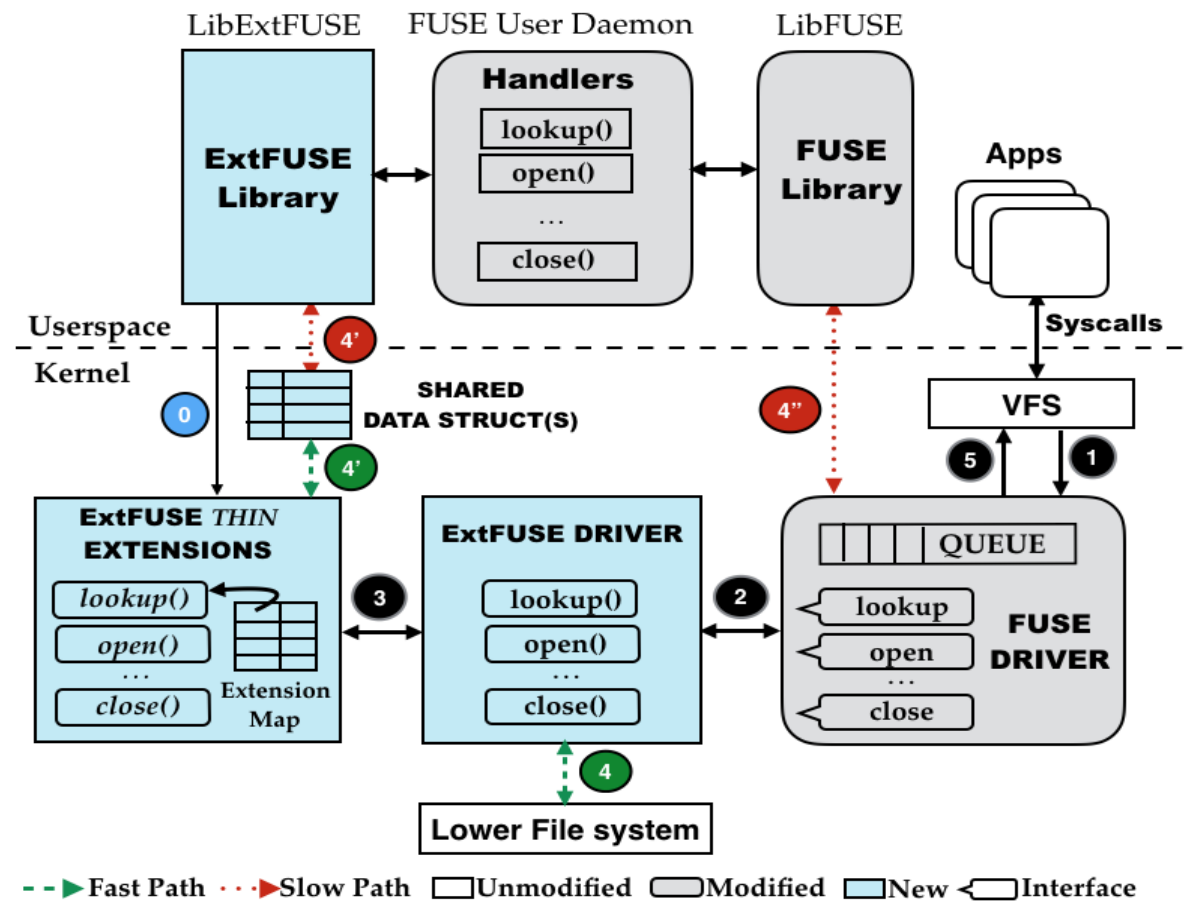 LibExtFUSE
FUSE User Daemon
LibFUSE
ExtFUSE
Library
Handlers
lookup()
open()
...
close()
FUSE
Library
Apps
Syscalls
Userspace
Kernel
4'
0
SHARED
DATA STRUCT(S)
4'
4''
VFS
5
1
ExtFUSE THIN
EXTENSIONS
lookup()
open()
...
close()
Extension
Map
3
ExtFUSE DRIVER
lookup()
open()
...
close()
2
QUEUE
lookup
open
...
close
FUSE
DRIVER
4
Lower File system
Fast Path
Slow Path
Unmodified
Modified
New
Interface